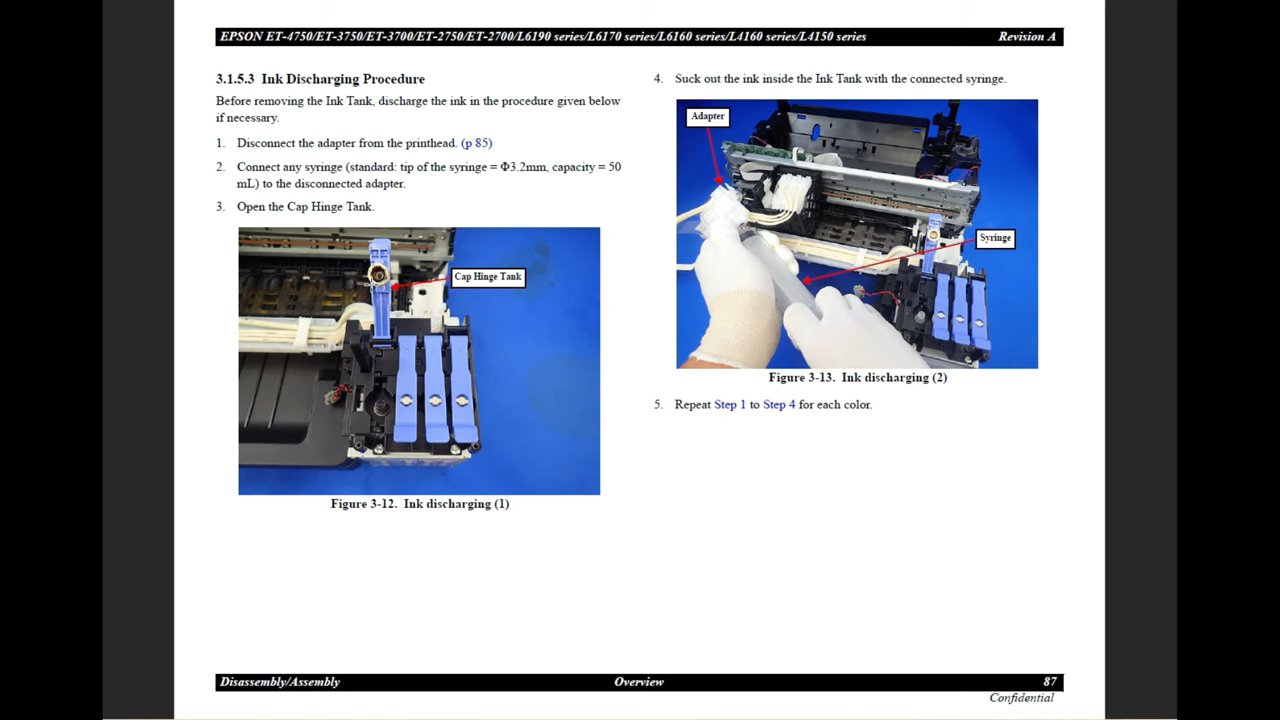 EPSON ET-4750/ET-3750/ET-3700/ET-2750/ET-2700/L6190 series/L6170 series/L6160 series/L4160 series/L4150 series Revision A
3.1.5.3 Ink Discharging Procedure
Before removing the Ink Tank, discharge the ink in the procedure given below
if necessary.
1. Disconnect the adapter from the printhead. (p 85)
2. Connect any syringe (standard: tip of the syringe = Φ3.2mm, capacity = 50
mL) to the disconnected adapter.
3. Open the Cap Hinge Tank.
Cap Hinge Tank
Figure 3-12. Ink discharging (1)
4. Suck out the ink inside the Ink Tank with the connected syringe.
Adapter
Syringe
Figure 3-13. Ink discharging (2)
5. Repeat Step 1 to Step 4 for each color.
Disassembly/Assembly Overview 87
Confidential